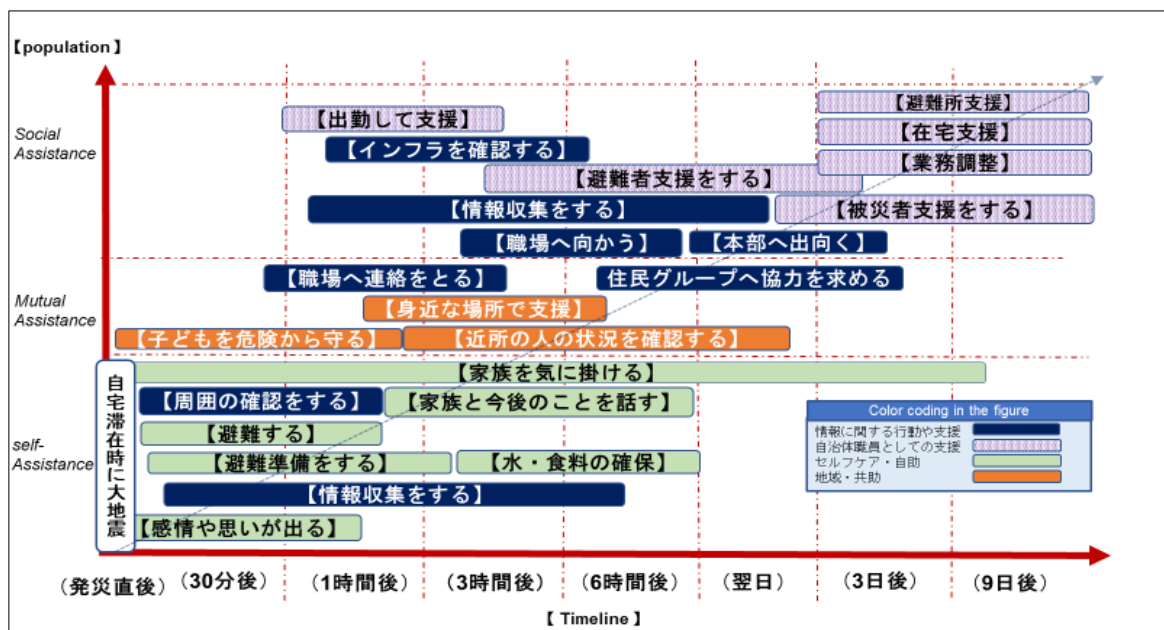 【population】
Social
Assistance
【出勤して支援】
【避難所支援】
【在宅支援】
【インフラを確認する】
【業務調整】
【避難者支援をする】
【情報収集をする】
【被災者支援をする】
【職場へ向かう】
【本部へ出向く】
Mutual
Assistance
【職場へ連絡をとる】
住民グループへ協力を求める
【身近な場所で支援】
【子どもを危険から守る】
【近所の人の状況を確認する】
self-
Assistance
自宅滞在時に大地震
【家族を気に掛ける】
【周囲の確認をする】
【家族と今後のことを話す】
【避難する】
【避難準備をする】
【水・食料の確保】
【情報収集をする】
【感情や思いが出る】
Color coding in the figure
情報に関する行動や支援
自治体職員としての支援
セルフケア・自助
地域・共助
（発災直後）
（30分後）
（1時間後）
（3時間後）
（6時間後）
（翌日）
（3日後）
（9日後）
【 Timeline 】